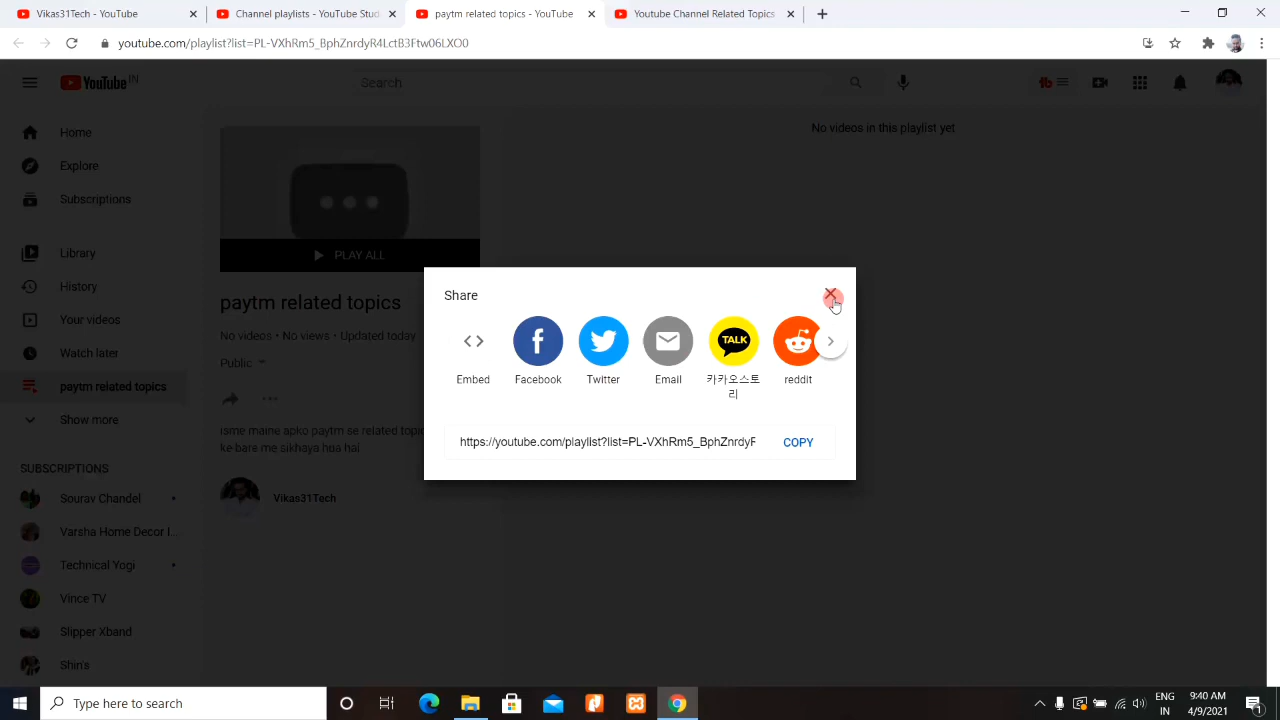 Vikas31Tech - YouTube
Channel playlists - YouTube Stud
paytm related topics - YouTube
Youtube Channel Related Topics
youtube.com/playlist?list=PL-VXhRm5_BphZnrdyR4LctB3Ftw06LXO0
YouTube IN
Search
Home
Explore
Subscriptions
Library
History
Your videos
Watch later
paytm related topics
Show more
SUBSCRIPTIONS
Sourav Chandel
Varsha Home Decor I...
Technical Yogi
Vince TV
Slipper Xband
Shin's
PLAY ALL
paytm related topics
No videos • No views • Updated today
Public
isme maine apko paytm se related topic
ke bare me sikhaya hua hai
Vikas31Tech
No videos in this playlist yet
Share
TALK
Embed
Facebook
Twitter
Email
카카오스토
리
reddit
https://youtube.com/playlist?list=PL-VXhRm5_BphZnrdyR
COPY
Type here to search
ENG
IN
9:40 AM
4/9/2021
1